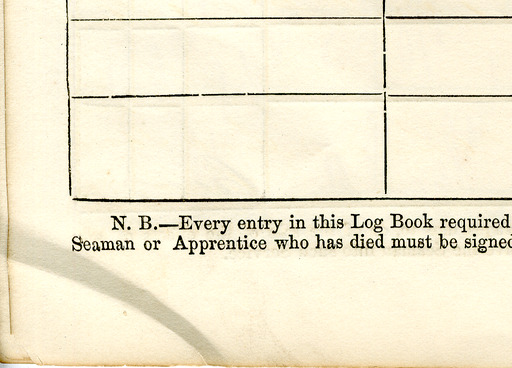 N. B.—Every entry in this Log Book required
Seaman or Apprentice who has died must be signed